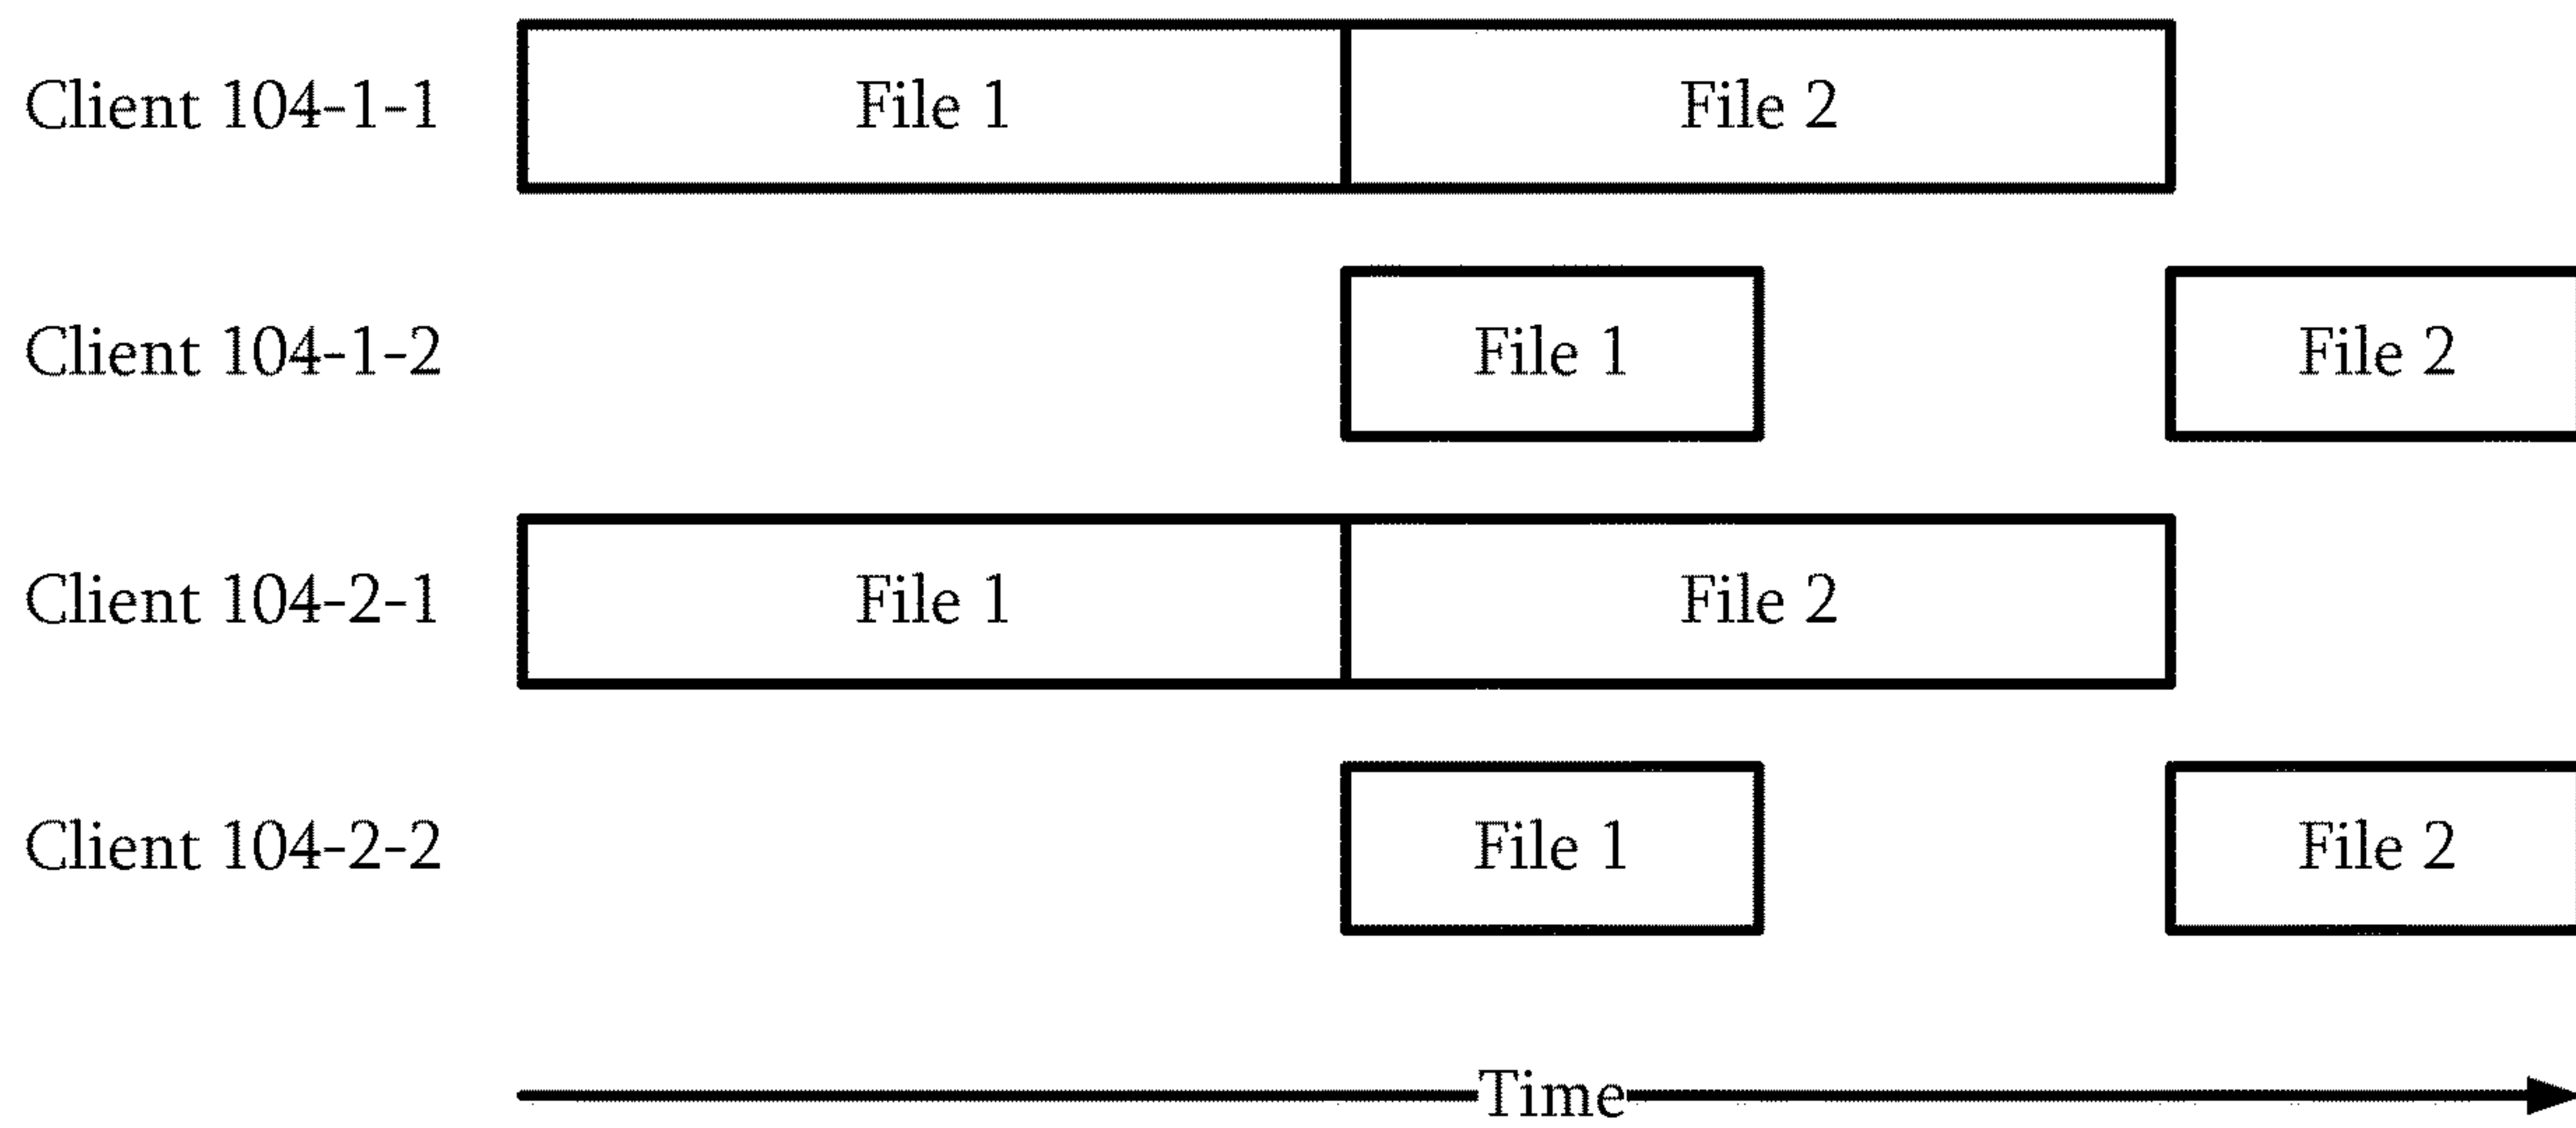 Client 104-1-1 File 1 File 2
Client 104-1-2 File 1 File 2
Client 104-2-1 File 1 File 2
Client 104-2-2 File 1 File 2
Time